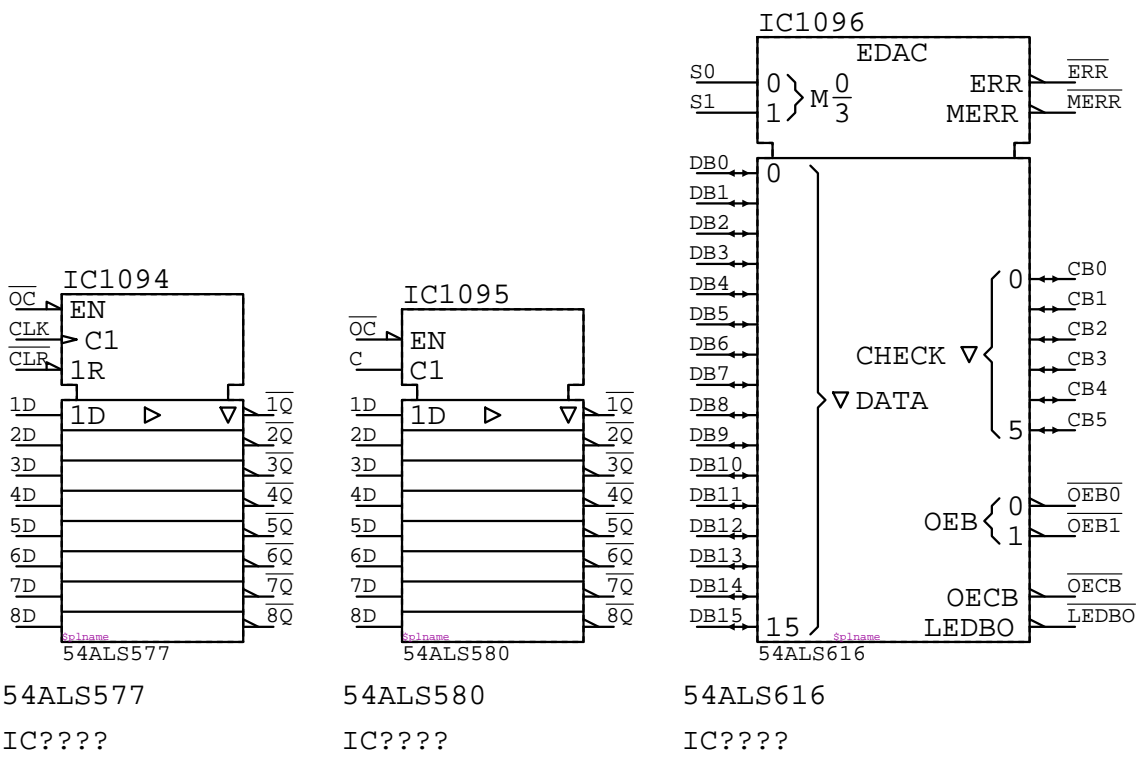 IC1094
OC
EN
CLK
C1
CLR
1R
1D 1D 1Q
2D 2Q
3D 3Q
4D 4Q
5D 5Q
6D 6Q
7D 7Q
8D 8Q
$plname
54ALS577
54ALS577
IC????
IC1095
OC
EN
C
C1
1D 1D 1Q
2D 2Q
3D 3Q
4D 4Q
5D 5Q
6D 6Q
7D 7Q
8D 8Q
$plname
54ALS580
54ALS580
IC????
IC1096
EDAC
S0 0 M 0 ERR ERR
S1 1 3 MERR MERR
DB0 0
DB1
DB2
DB3
DB4 0 CB0
DB5 CB1
DB6 CB2
DB7 CHECK CB3
DB8 DATA CB4
DB9 5 CB5
DB10
DB11 0 OEB0
DB12 OEB 1 OEB1
DB13
DB14 OECB OECB
DB15 15 LEDBO LEDBO
$plname
54ALS616
54ALS616
IC????